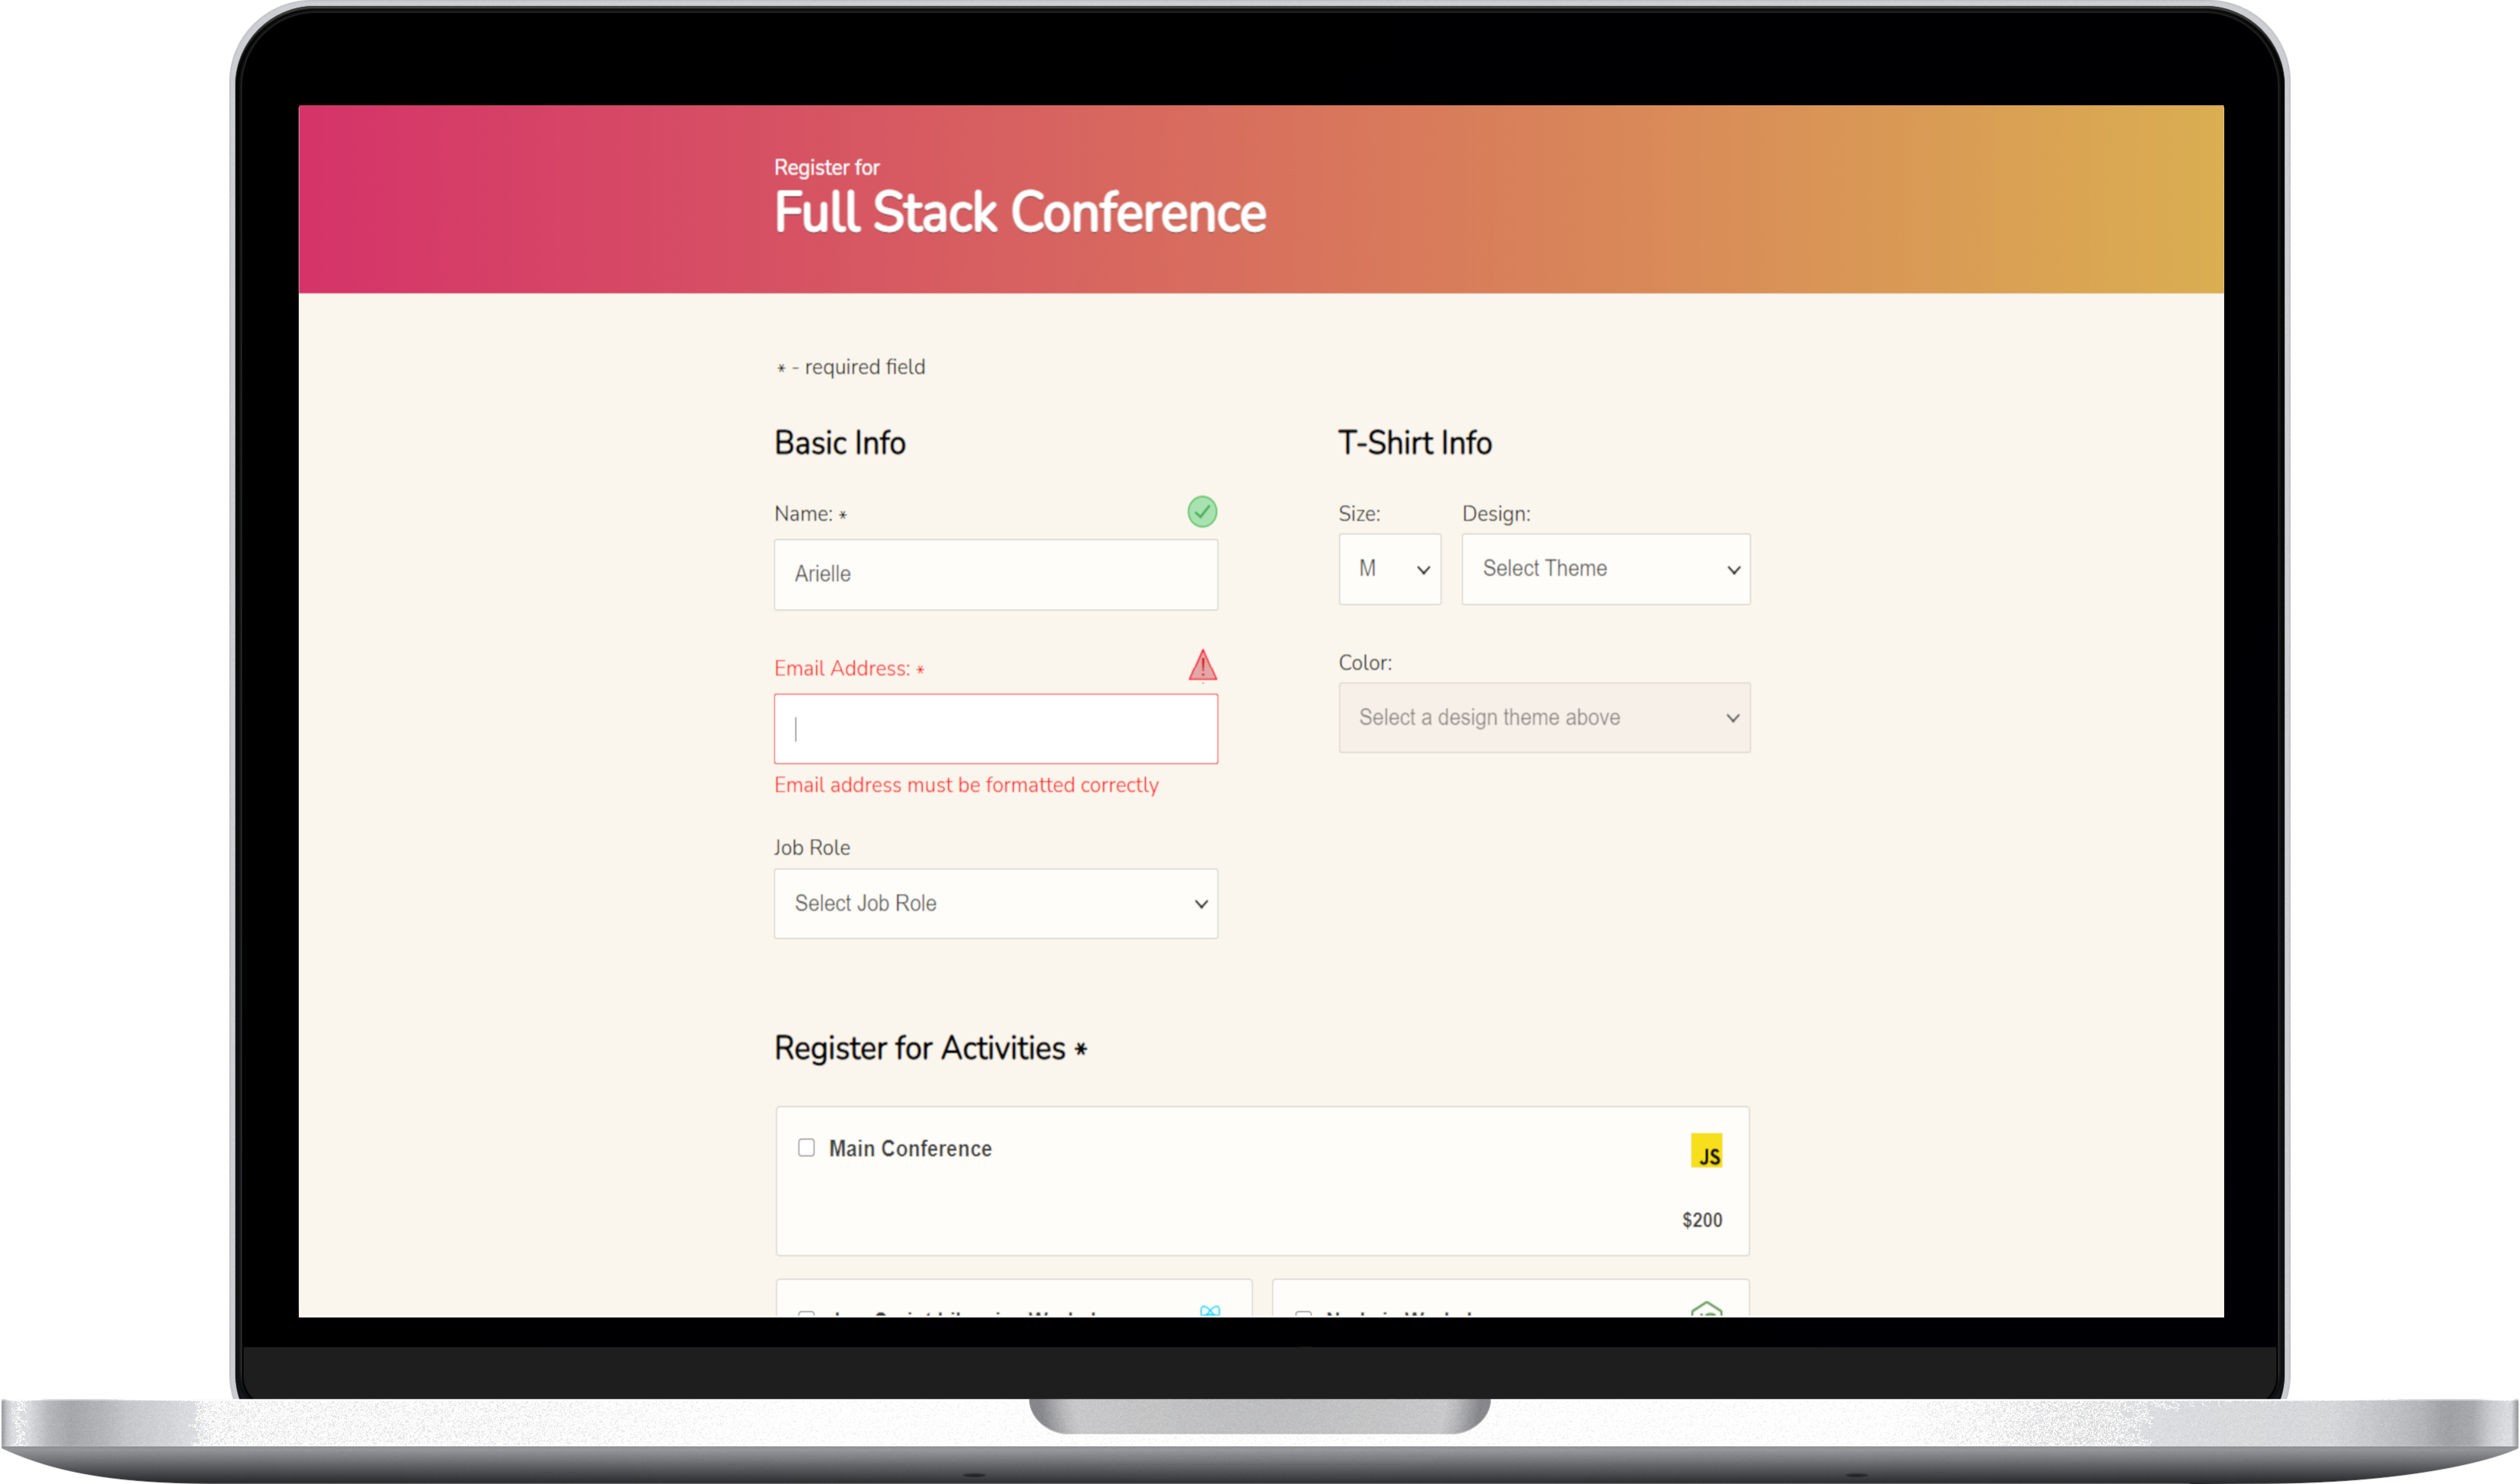 Register for
Full Stack Conference
* - required field
Basic Info
Name: *
Arielle
Email Address: *
Email address must be formatted correctly
Job Role
Select Job Role
T-Shirt Info
Size:
Design:
M
Select Theme
Color:
Select a design theme above
Register for Activities *
Main Conference
JS
$200